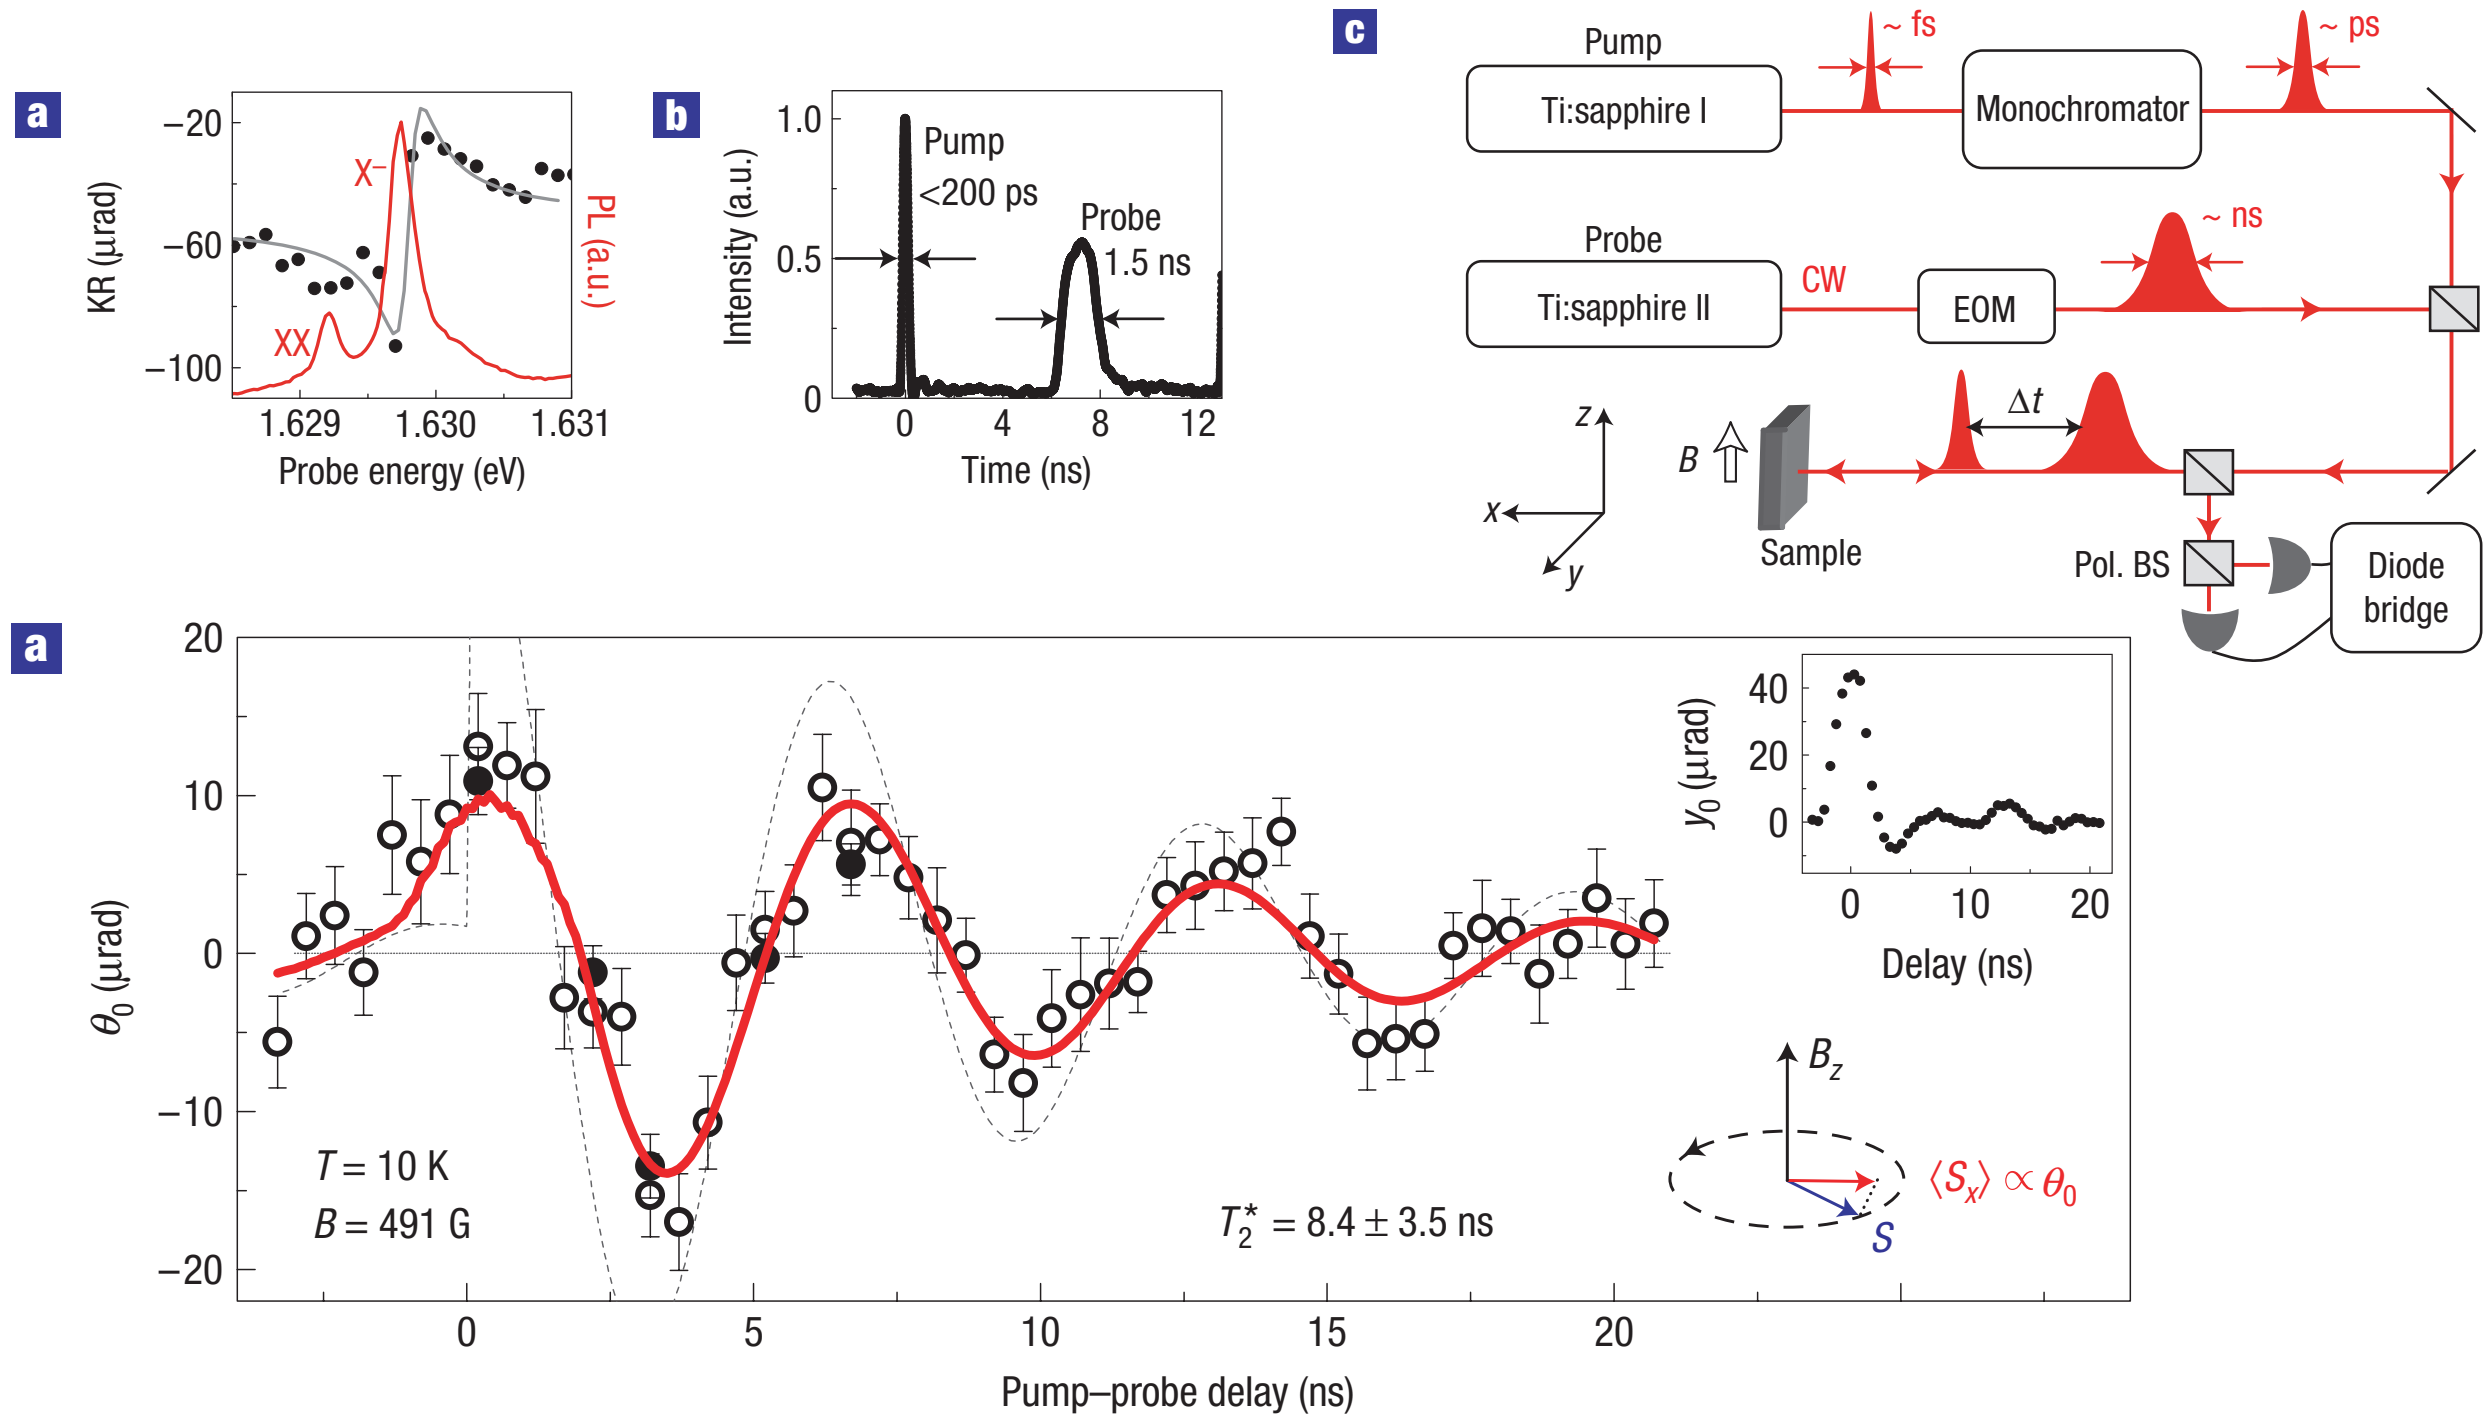 a
KR (μrad)
−20
−60
−100
X−
XX
PL (a.u.)
1.629
1.630
1.631
Probe energy (eV)
b
Intensity (a.u.)
1.0
0.5
0
Pump
<200 ps
Probe
1.5 ns
0
4
8
12
Time (ns)
c
Pump
Ti:sapphire I
~ fs
Monochromator
~ ps
Probe
Ti:sapphire II
CW
EOM
~ ns
z
x
y
B
Sample
Δt
Pol. BS
Diode
bridge
a
θ0 (μrad)
20
10
0
−10
−20
T = 10 K
B = 491 G
T2* = 8.4 ± 3.5 ns
y0 (μrad)
40
20
0
0
10
20
Delay (ns)
Bz
⟨Sx⟩ ∝ θ0
S
0
5
10
15
20
Pump–probe delay (ns)